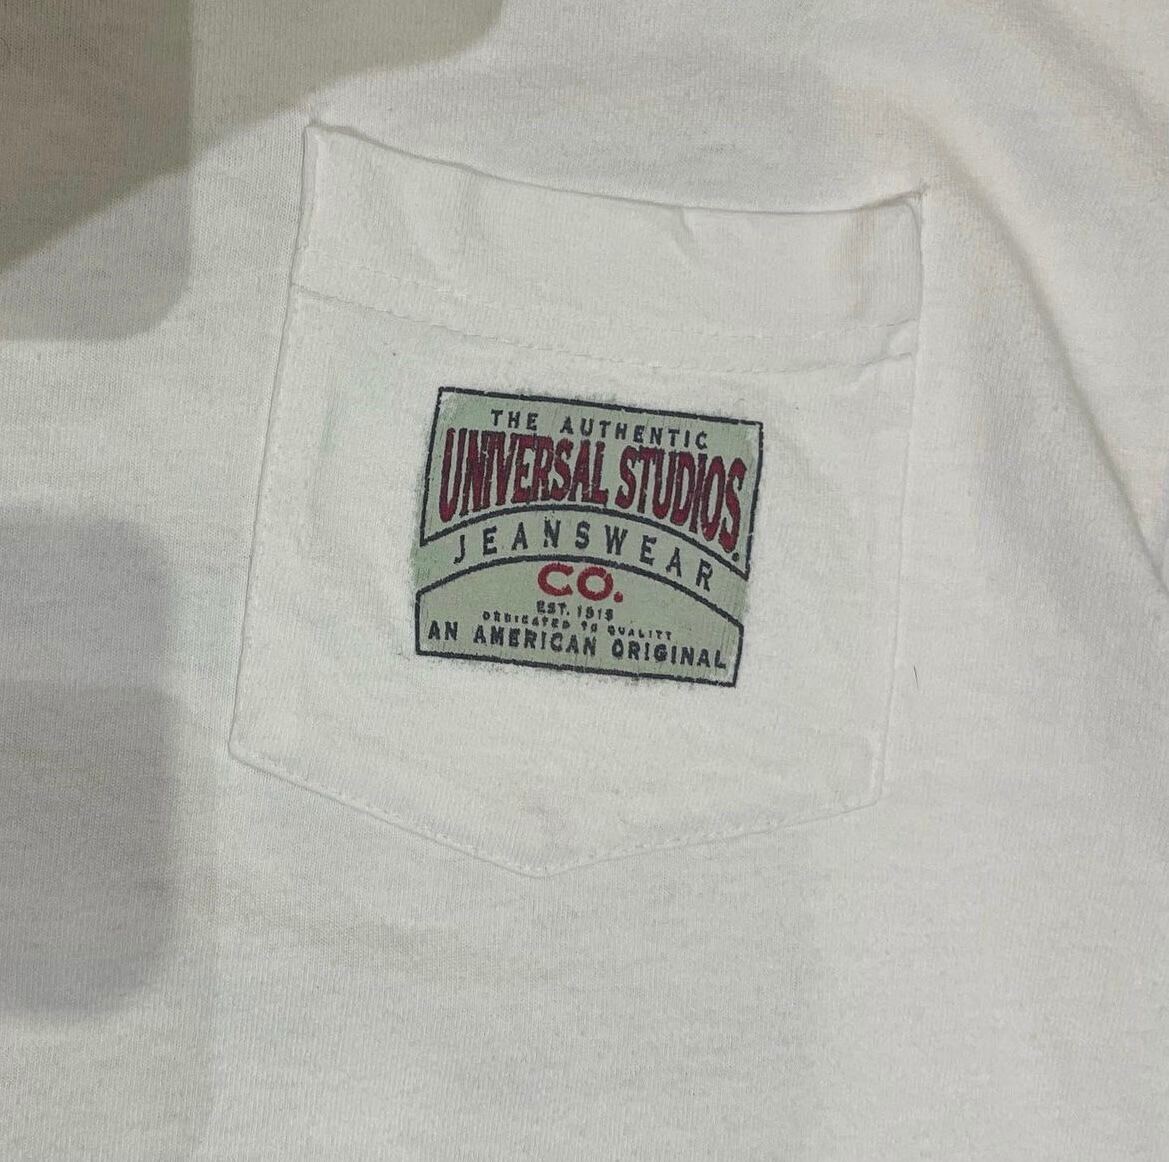 THE AUTHENTIC
UNIVERSAL STUDIOS
JEANSWEAR
CO.
EST. 1915
DEDICATED TO QUALITY
AN AMERICAN ORIGINAL